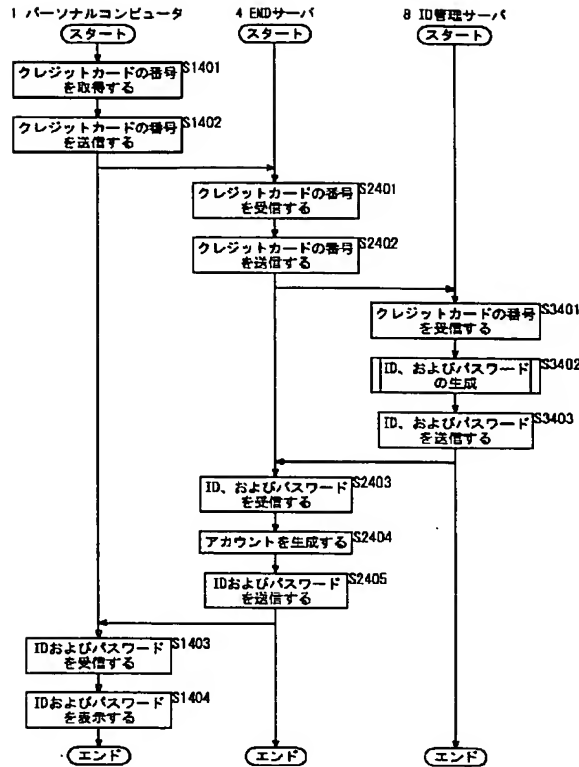 1 パーソナルコンピュータ
4 ENDサーバ
8 ID管理サーバ
スタート
スタート
スタート
クレジットカードの番号
を取得する
S1401
クレジットカードの番号
を送信する
S1402
クレジットカードの番号
を受信する
S2401
クレジットカードの番号
を送信する
S2402
クレジットカードの番号
を受信する
S3401
ID、およびパスワード
の生成
S3402
ID、およびパスワード
を送信する
S3403
ID、およびパスワード
を受信する
S2403
アカウントを生成する
S2404
IDおよびパスワード
を送信する
S2405
IDおよびパスワード
を受信する
S1403
IDおよびパスワード
を表示する
S1404
エンド
エンド
エンド